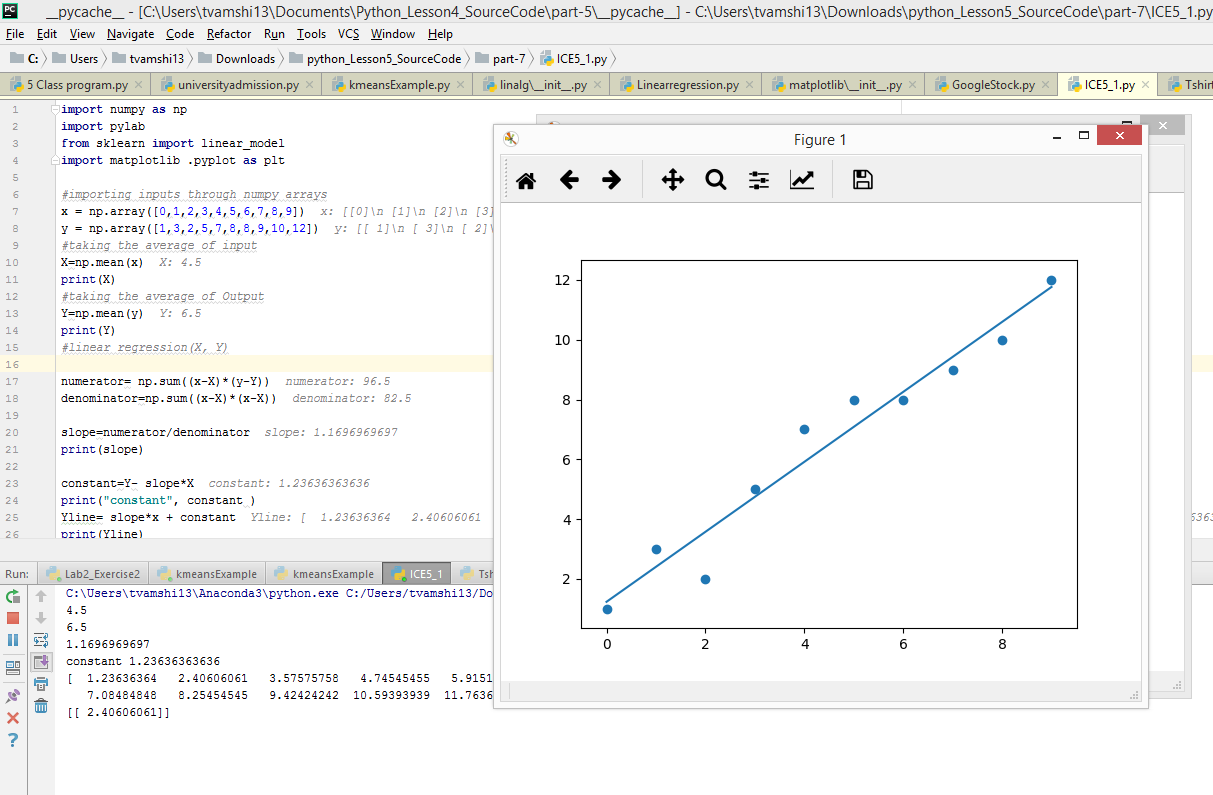 PC __pycache__ - [C:\Users\tvamshi13\Documents\Python_Lesson4_SourceCode\part-5\__pycache__] - C:\Users\tvamshi13\Downloads\python_Lesson5_SourceCode\part-7\ICE5_1.py
File Edit View Navigate Code Refactor Run Tools VCS Window Help
C: Users tvamshi13 Downloads python_Lesson5_SourceCode part-7 ICE5_1.py
5 Class program.py universityadmission.py kmeansExample.py linalg\__init__.py Linearregression.py matplotlib\__init__.py GoogleStock.py ICE5_1.py Tshirt
1 import numpy as np
2 import pylab
3 from sklearn import linear_model
4 import matplotlib .pyplot as plt
5
6 #importing inputs through numpy arrays
7 x = np.array([0,1,2,3,4,5,6,7,8,9]) x: [[0]\n [1]\n [2]\n [3]
8 y = np.array([1,3,2,5,7,8,8,9,10,12]) y: [[ 1]\n [ 3]\n [ 2]\
9 #taking the average of input
10 X=np.mean(x) X: 4.5
11 print(X)
12 #taking the average of Output
13 Y=np.mean(y) Y: 6.5
14 print(Y)
15 #linear regression(X, Y)
16
17 numerator= np.sum((x-X)*(y-Y)) numerator: 96.5
18 denominator=np.sum((x-X)*(x-X)) denominator: 82.5
19
20 slope=numerator/denominator slope: 1.1696969697
21 print(slope)
22
23 constant=Y- slope*X constant: 1.23636363636
24 print("constant", constant )
25 Yline= slope*x + constant Yline: [ 1.23636364 2.40606061
26 print(Yline)
Figure 1
12
10
8
6
4
2
0 2 4 6 8
Run: Lab2_Exercise2 kmeansExample kmeansExample ICE5_1 Tsh
C:\Users\tvamshi13\Anaconda3\python.exe C:/Users/tvamshi13/Do
4.5
6.5
1.1696969697
constant 1.23636363636
[ 1.23636364 2.40606061 3.57575758 4.74545455 5.9151
7.08484848 8.25454545 9.42424242 10.59393939 11.7636
[[ 2.40606061]]